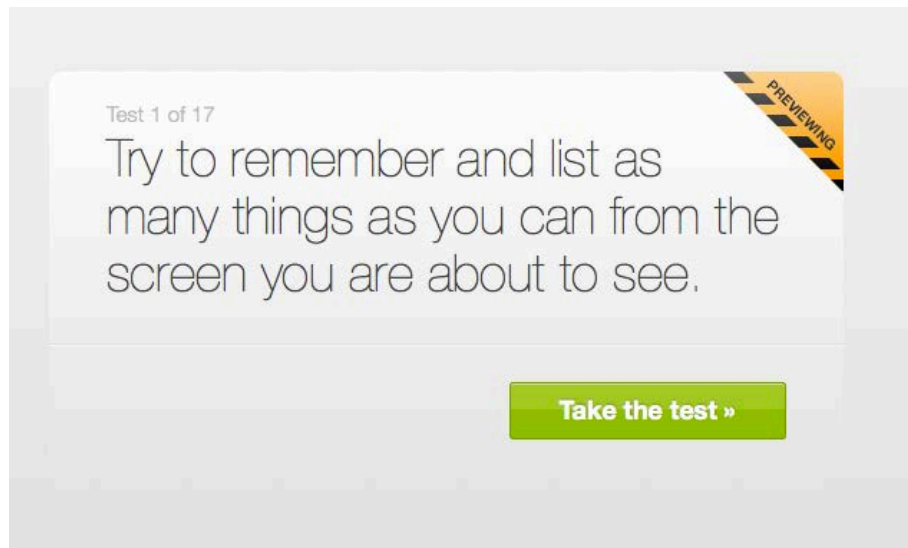 Test 1 of 17
PREVIEWING
Try to remember and list as
many things as you can from the
screen you are about to see.
Take the test »